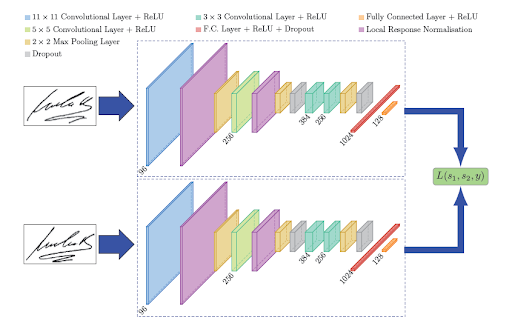 11 × 11 Convolutional Layer + ReLU
3 × 3 Convolutional Layer + ReLU
Fully Connected Layer + ReLU
5 × 5 Convolutional Layer + ReLU
F.C. Layer + ReLU + Dropout
Local Response Normalisation
2 × 2 Max Pooling Layer
Dropout
96
256
384
256
1024
128
L(s₁, s₂, y)
96
256
384
256
1024
128